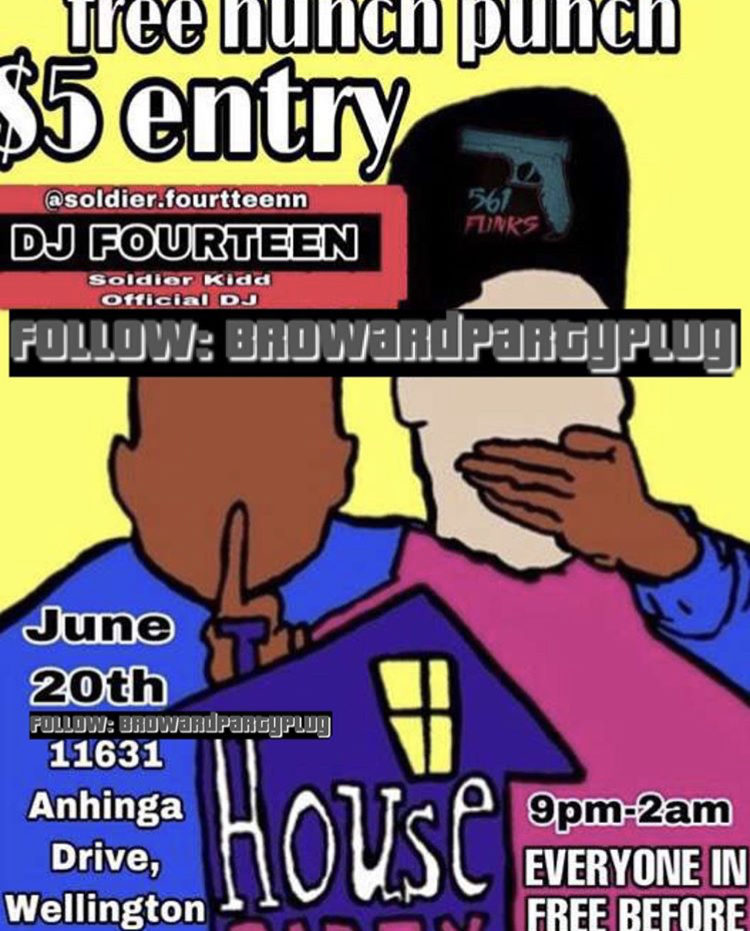 free hunch punch
$5 entry
561
FUNKS
@soldier.fourtteenn
DJ FOURTEEN
Soldier Kidd
Official DJ
FOLLOW: BROWARDPARTYPLUG
June
20th
FOLLOW: BROWARDPARTYPLUG
11631
Anhinga
Drive,
Wellington
House
PARTY
9pm-2am
EVERYONE IN
FREE BEFORE